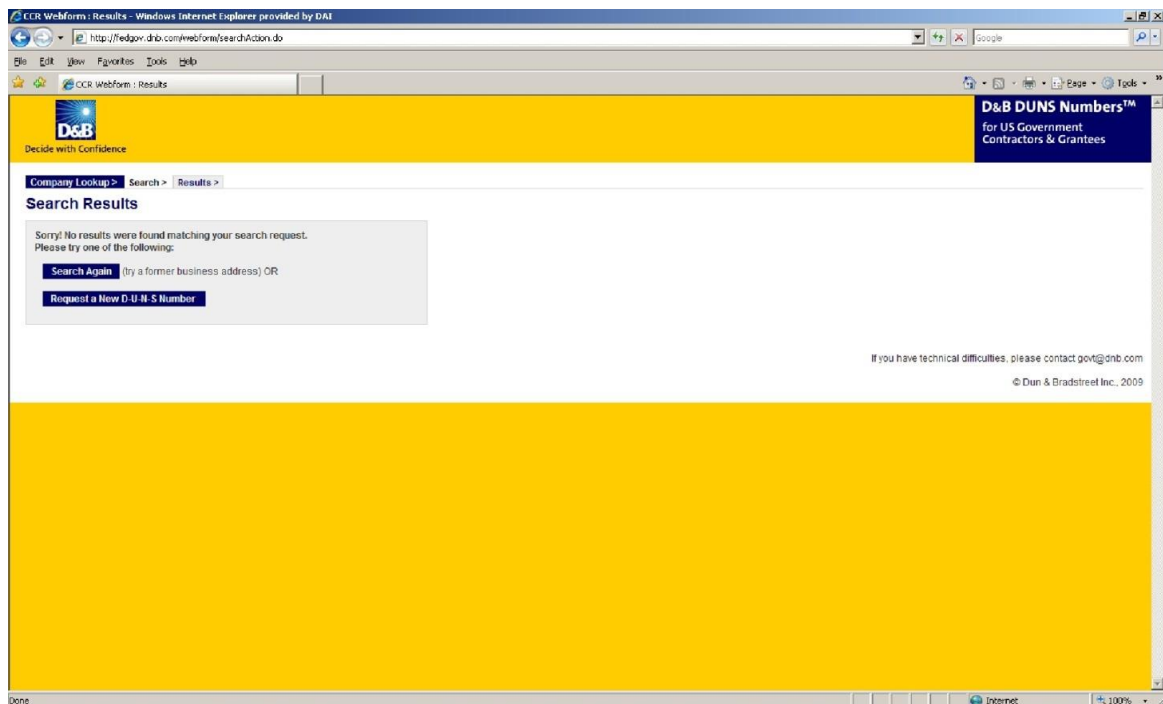 CCR Webform : Results - Windows Internet Explorer provided by DAI
http://fedgov.dnb.com/webform/searchAction.do
Google
File Edit View Favorites Tools Help
CCR Webform : Results
Page Tools
D&B
Decide with Confidence
D&B DUNS Numbers™
for US Government
Contractors & Grantees
Company Lookup > Search > Results >
Search Results
Sorry! No results were found matching your search request.
Please try one of the following:
Search Again (try a former business address) OR
Request a New D-U-N-S Number
If you have technical difficulties, please contact govt@dnb.com
© Dun & Bradstreet Inc., 2009
Done Internet 100%